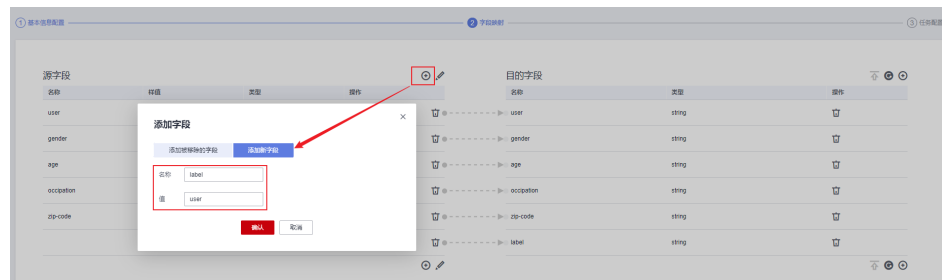 1 基本信息配置
2 字段映射
3 任务配置
源字段
目的字段
名称 样值 类型 操作
名称 类型 操作
user
user string
gender
gender string
age
age string
occipation
occipation string
zip-code
zip-code string
label string
添加字段
添加被移除的字段 添加新字段
名称 label
值 user
确认 取消